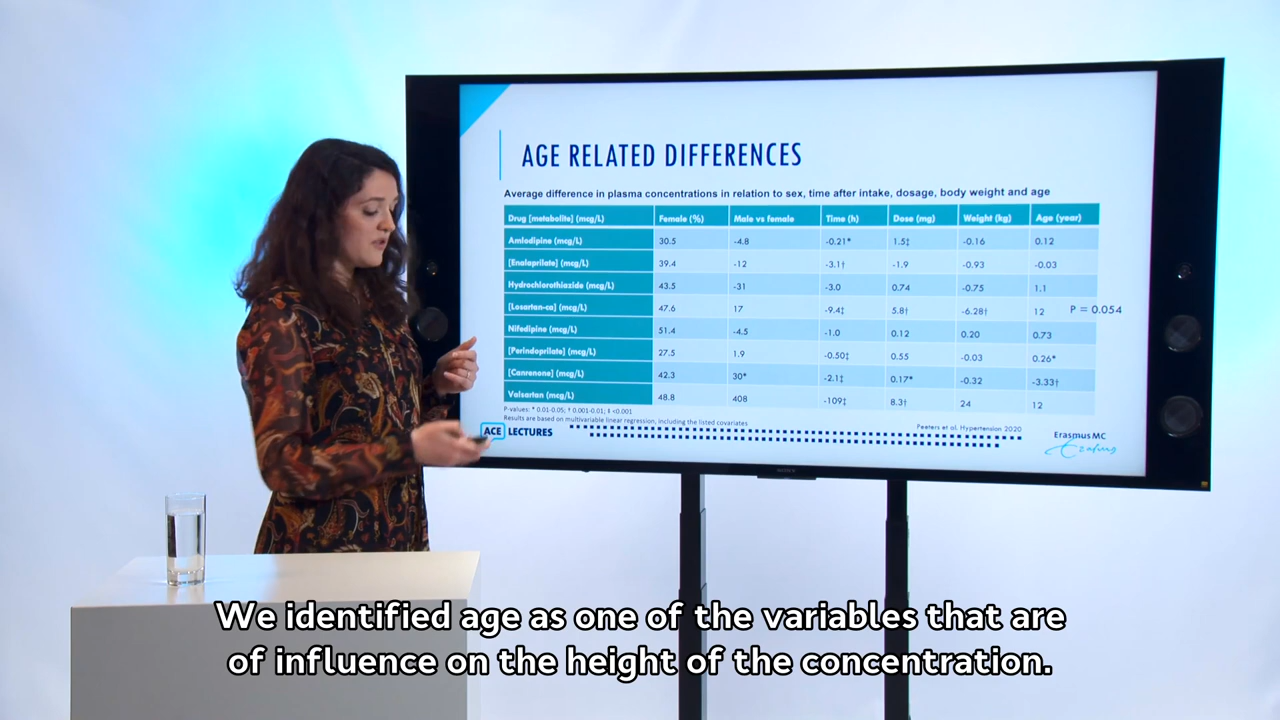 AGE RELATED DIFFERENCES
Average difference in plasma concentrations in relation to sex, time after intake, dosage, body weight and age
Drug [metabolite] (mcg/L) Female (%) Male vs female Time (h) Dose (mg) Weight (kg) Age (year)
Amlodipine (mcg/L) 30.5 -4.8 -0.21* 1.5‡ -0.16 0.12
[Enalaprilate] (mcg/L) 39.4 -12 -3.1† -1.9 -0.93 -0.03
Hydrochlorothiazide (mcg/L) 43.5 -31 -3.0 0.74 -0.75 1.1
[Losartan-ca] (mcg/L) 47.6 17 -9.4‡ 5.8† -6.28† 12 P = 0.054
Nifedipine (mcg/L) 51.4 -4.5 -1.0 0.12 0.20 0.73
[Perindoprilate] (mcg/L) 27.5 1.9 -0.50‡ 0.55 -0.03 0.26*
[Canrenone] (mcg/L) 42.3 30* -2.1‡ 0.17* -0.32 -3.33†
Valsartan (mcg/L) 48.8 408 -109‡ 8.3† 24 12
P-values: * 0.01-0.05; † 0.001-0.01; ‡ <0.001
Results are based on multivariable linear regression, including the listed covariates
Peeters et al. Hypertension 2020
ACE LECTURES
Erasmus MC
Erasmus
SONY
We identified age as one of the variables that are
of influence on the height of the concentration.